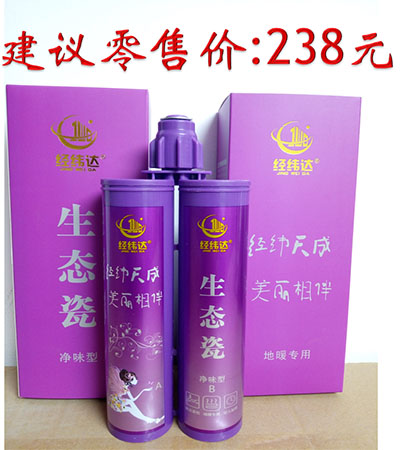 建议零售价:238元
经纬达®
JING WEI DA
生态瓷
净味型
经纬达®
JING WEI DA
经纬天成
美丽相伴
地暖专用
经纬达®
经纬天成
美丽相伴
A
经纬达®
生态瓷
净味型
B